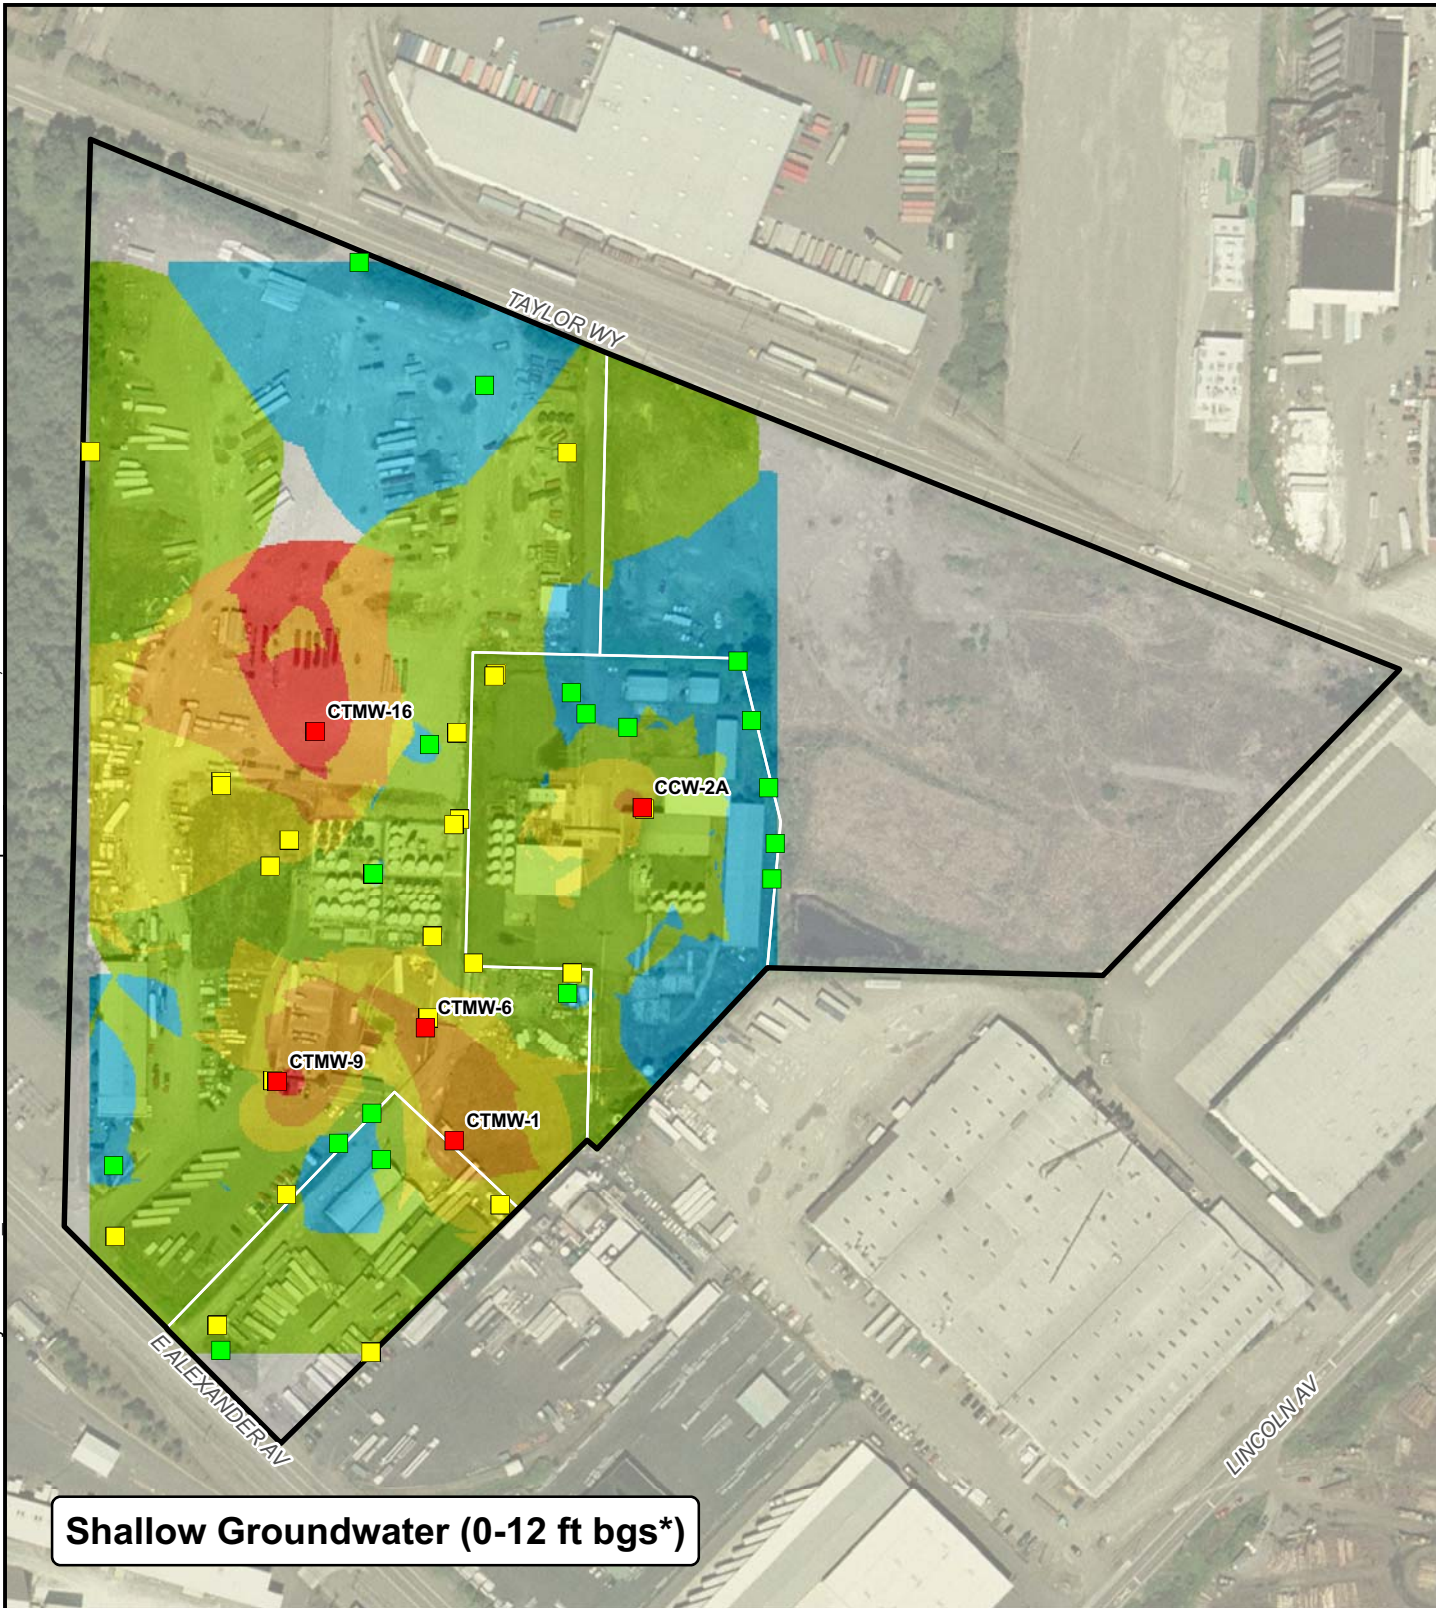 TAYLOR WY
CTMW-16
CCW-2A
CTMW-6
CTMW-9
CTMW-1
E ALEXANDER AV
LINCOLN AV
Shallow Groundwater (0-12 ft bgs*)